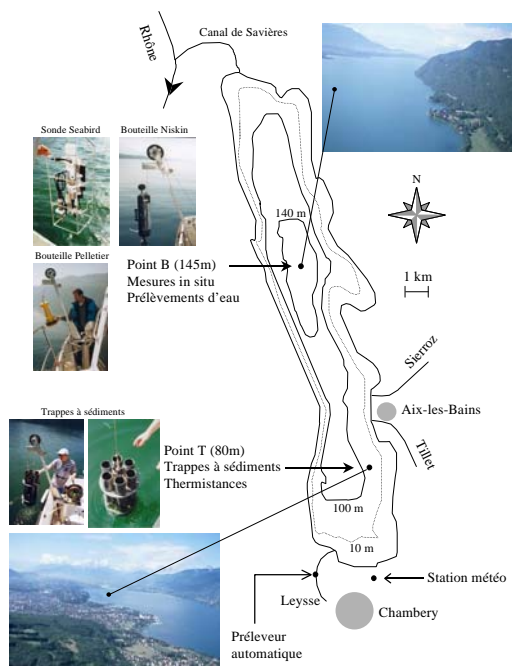 Canal de Savières
Rhône
Sonde Seabird
Bouteille Niskin
N
140 m
Bouteille Pelletier
Point B (145m)
Mesures in situ
Prélèvements d'eau
1 km
Sierroz
Aix-les-Bains
Trappes à sédiments
Tillet
Point T (80m)
Trappes à sédiments
Thermistances
100 m
10 m
Station météo
Leysse
Chambery
Préleveur
automatique